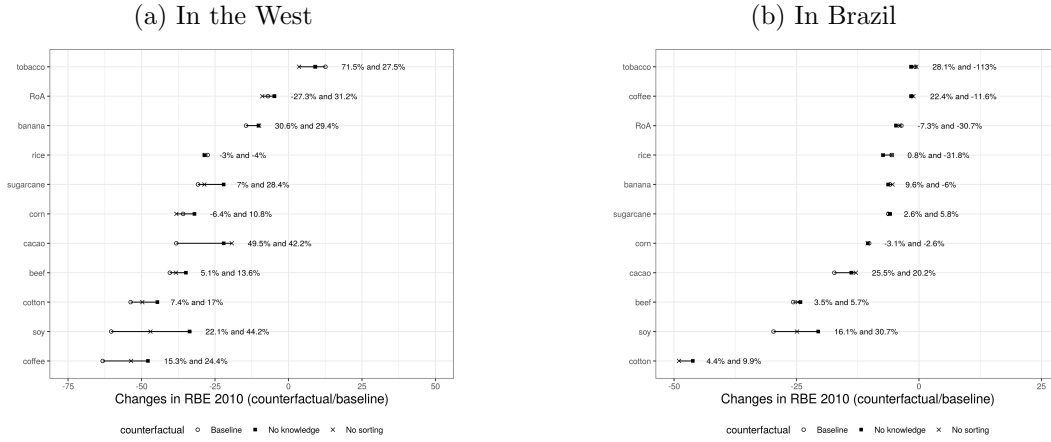 (a) In the West
tobacco 71.5% and 27.5%
RoA -27.3% and 31.2%
banana 30.6% and 29.4%
rice -3% and -4%
sugarcane 7% and 28.4%
corn -6.4% and 10.8%
cacao 49.5% and 42.2%
beef 5.1% and 13.6%
cotton 7.4% and 17%
soy 22.1% and 44.2%
coffee 15.3% and 24.4%
-75 -50 -25 0 25 50
Changes in RBE 2010 (counterfactual/baseline)
counterfactual Baseline No knowledge No sorting
(b) In Brazil
tobacco 28.1% and -113%
coffee 22.4% and -11.6%
RoA -7.3% and -30.7%
rice 0.8% and -31.8%
banana 9.6% and -6%
sugarcane 2.6% and 5.8%
corn -3.1% and -2.6%
cacao 25.5% and 20.2%
beef 3.5% and 5.7%
soy 16.1% and 30.7%
cotton 4.4% and 9.9%
-50 -25 0 25
Changes in RBE 2010 (counterfactual/baseline)
counterfactual Baseline No knowledge No sorting